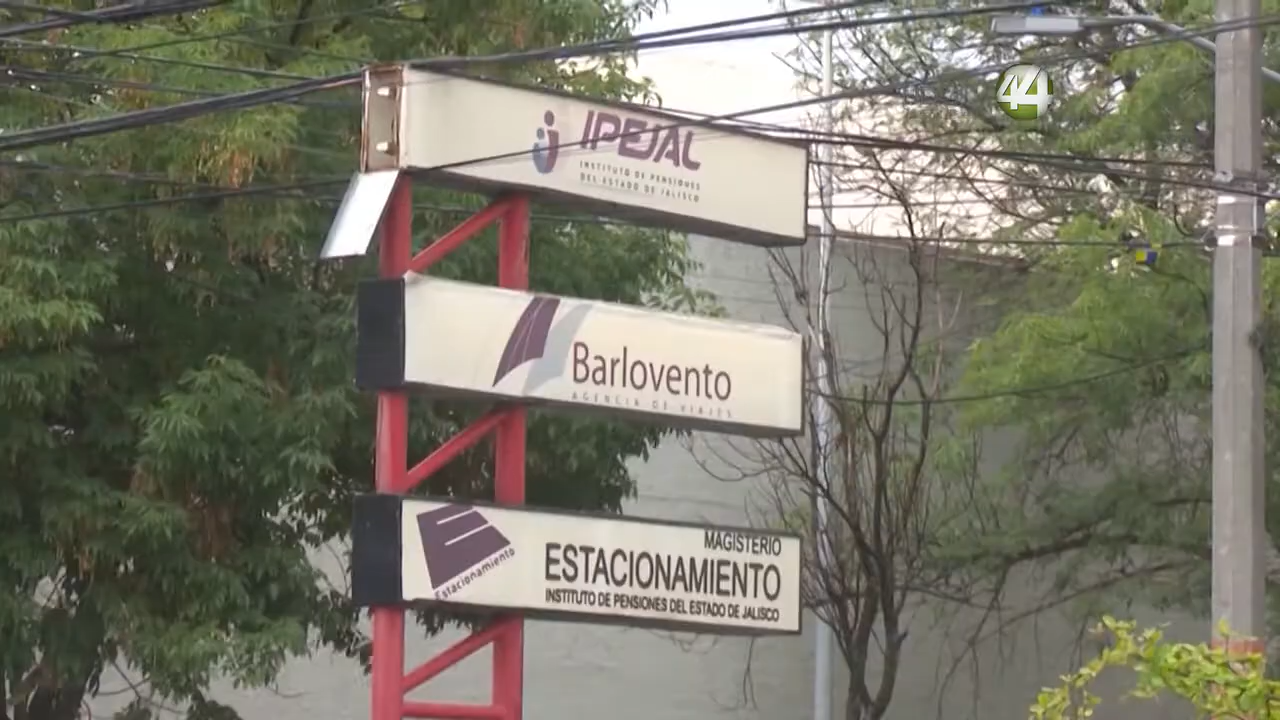 44
IPEJAL
INSTITUTO DE PENSIONES
DEL ESTADO DE JALISCO
Barlovento
AGENCIA DE VIAJES
Estacionamiento
MAGISTERIO
ESTACIONAMIENTO
INSTITUTO DE PENSIONES DEL ESTADO DE JALISCO